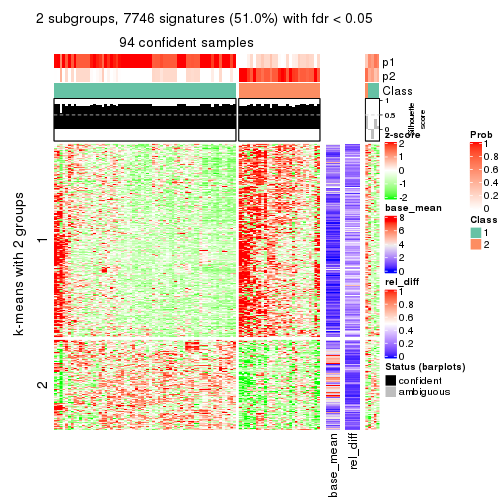 2 subgroups, 7746 signatures (51.0%) with fdr < 0.05
94 confident samples
p1
p2
Class
1
0.5
0
Silhouette
score
k-means with 2 groups
1
2
base_mean
rel_diff
z-score
2
1
0
-1
-2
base_mean
8
6
4
2
0
rel_diff
1
0.8
0.6
0.4
0.2
0
Status (barplots)
confident
ambiguous
Prob
1
0.8
0.6
0.4
0.2
0
Class
1
2